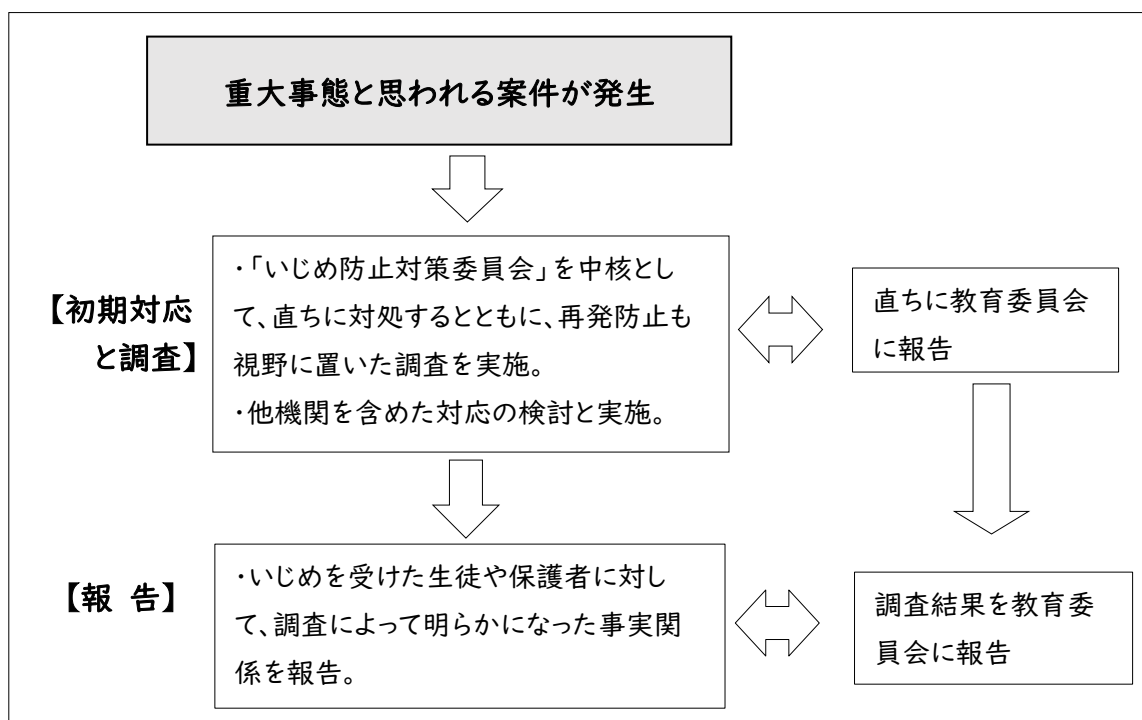 重大事態と思われる案件が発生
【初期対応
と調査】
・「いじめ防止対策委員会」を中核とし
て、直ちに対処するとともに、再発防止も
視野に置いた調査を実施。
・他機関を含めた対応の検討と実施。
直ちに教育委員会
に報告
【報 告】
・いじめを受けた生徒や保護者に対し
て、調査によって明らかになった事実関
係を報告。
調査結果を教育委
員会に報告